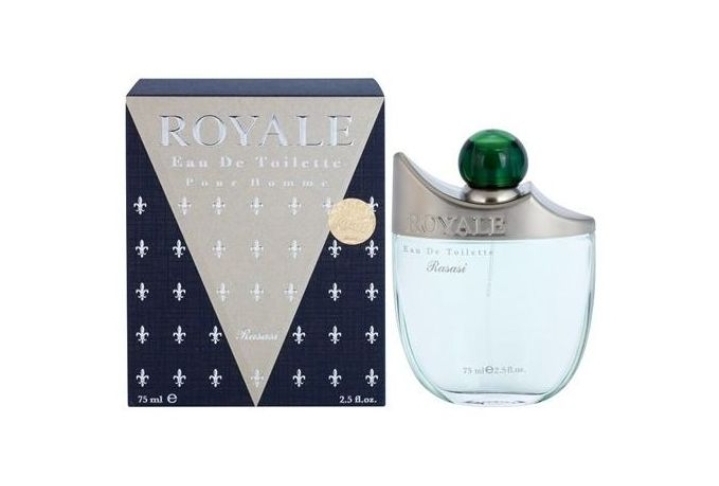 ROYALE
Eau De Toilette
Pour Homme
Rasasi
75 ml e
2.5 fl.oz.
ROYALE
Eau De Toilette
Rasasi
75 ml e 2.5 fl.oz.